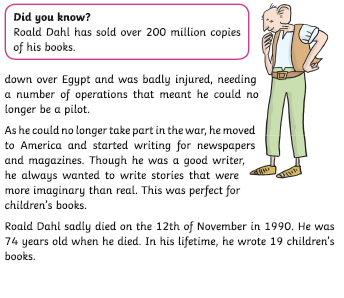 Did you know?
Roald Dahl has sold over 200 million copies
of his books.
down over Egypt and was badly injured, needing
a number of operations that meant he could no
longer be a pilot.
As he could no longer take part in the war, he moved
to America and started writing for newspapers
and magazines. Though he was a good writer,
he always wanted to write stories that were
more imaginary than real. This was perfect for
children's books.
Roald Dahl sadly died on the 12th of November in 1990. He was
74 years old when he died. In his lifetime, he wrote 19 children's
books.